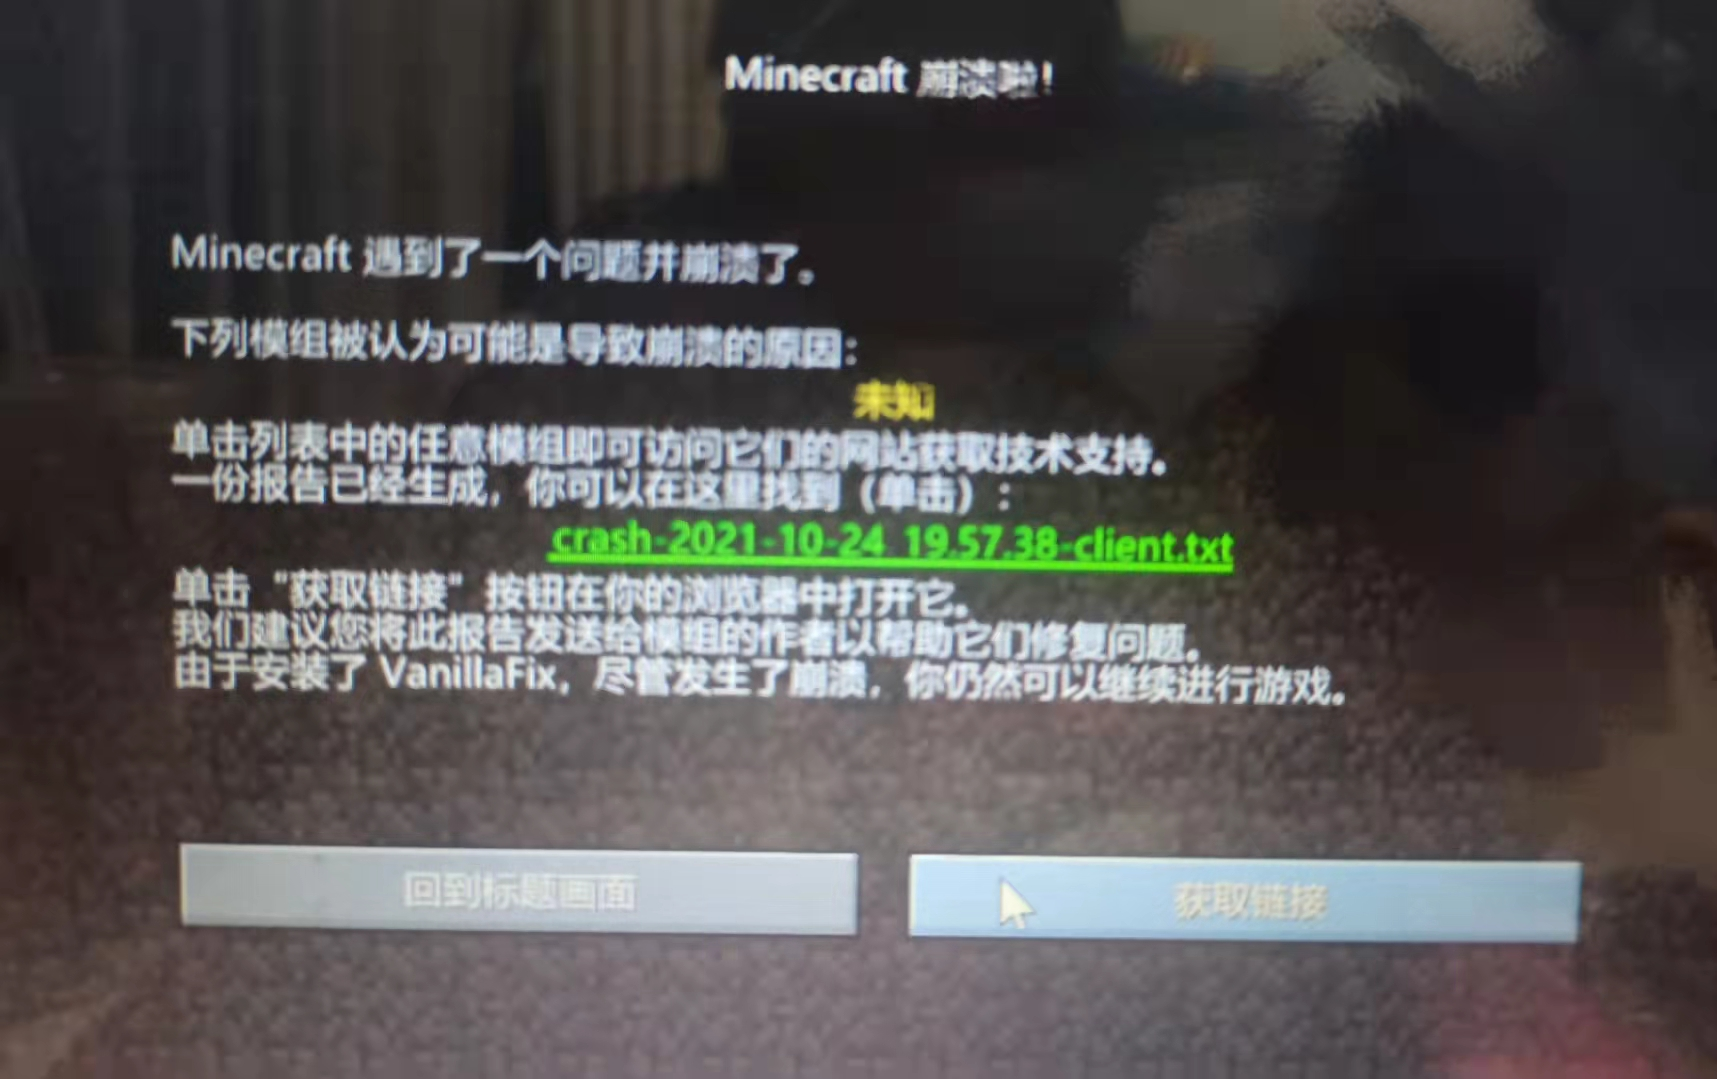 Minecraft 崩溃啦！
Minecraft 遇到了一个问题并崩溃了。
下列模组被认为可能是导致崩溃的原因：
未知
单击列表中的任意模组即可访问它们的网站获取技术支持。
一份报告已经生成，你可以在这里找到（单击）：
crash-2021-10-24_19.57.38-client.txt
单击 “获取链接” 按钮在你的浏览器中打开它。
我们建议您将此报告发送给模组的作者以帮助它们修复问题。
由于安装了 VanillaFix，尽管发生了崩溃，你仍然可以继续进行游戏。
回到标题画面
获取链接